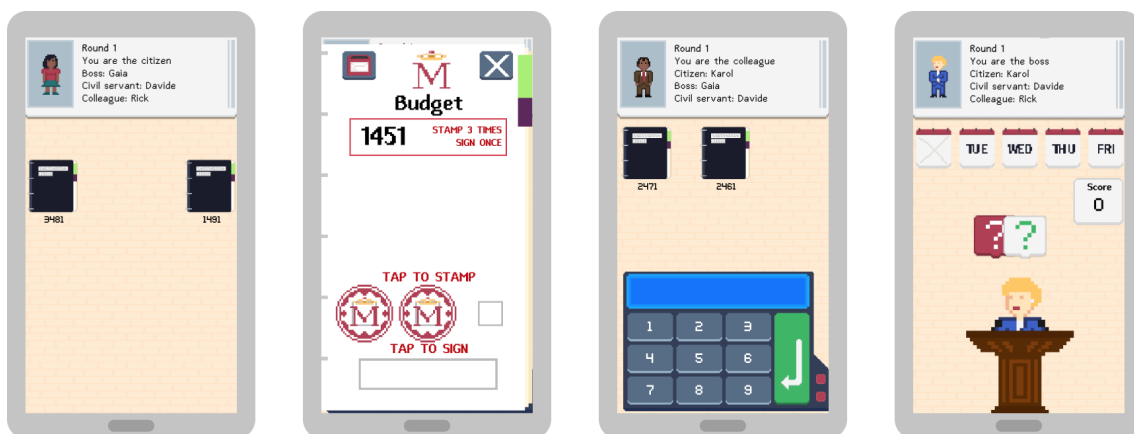 Round 1
You are the citizen
Boss: Gaia
Civil servant: Davide
Colleague: Rick
3481
1491
M
Budget
1451
STAMP 3 TIMES
SIGN ONCE
TAP TO STAMP
M
M
TAP TO SIGN
Round 1
You are the colleague
Citizen: Karol
Boss: Gaia
Civil servant: Davide
2471
2461
1 2 3
4 5 6
7 8 9
Round 1
You are the boss
Citizen: Karol
Civil servant: Davide
Colleague: Rick
TUE WED THU FRI
Score
0
? ?